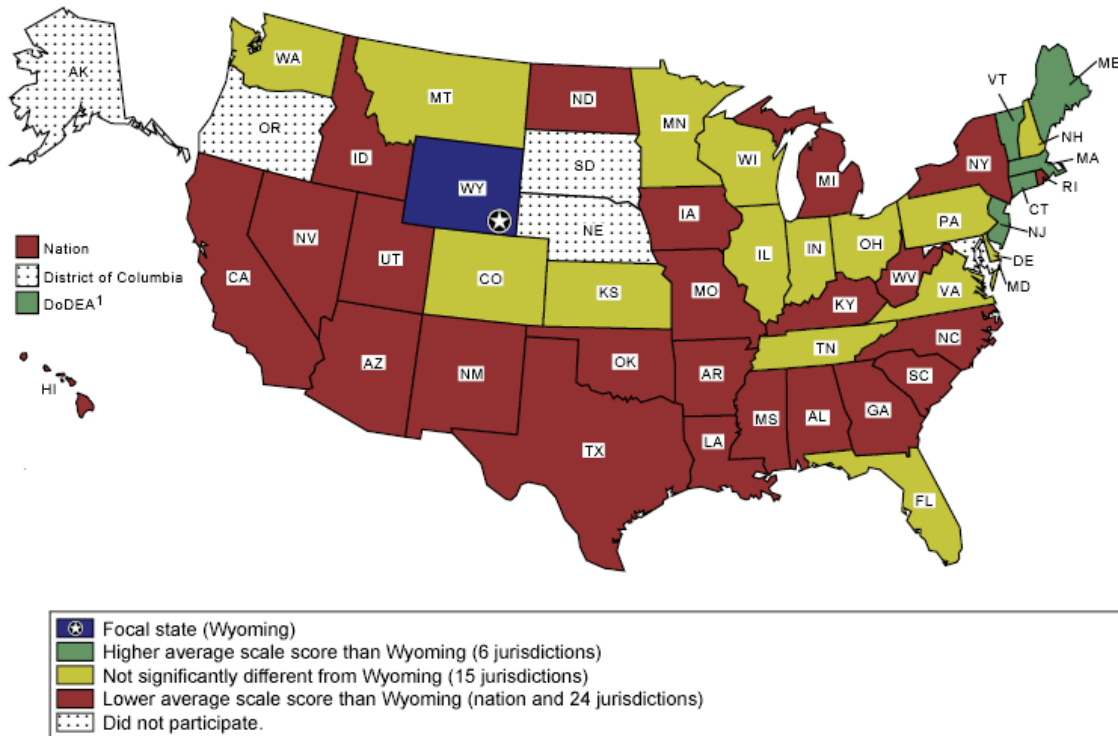 AK
WA
MT
ND
MN
VT
ME
OR
ID
WY
SD
WI
MI
NY
NH
MA
RI
CT
NJ
PA
DE
MD
Nation
District of Columbia
DoDEA1
NV
UT
CO
NE
KS
IA
IL
IN
OH
WV
VA
CA
MO
KY
NC
TN
AZ
NM
OK
AR
SC
HI
TX
LA
MS
AL
GA
FL
Focal state (Wyoming)
Higher average scale score than Wyoming (6 jurisdictions)
Not significantly different from Wyoming (15 jurisdictions)
Lower average scale score than Wyoming (nation and 24 jurisdictions)
Did not participate.